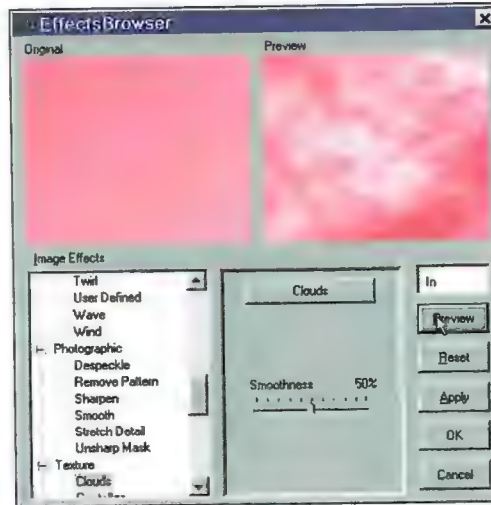 EffectsBrowser
Original
Preview
Image Effects
Twirl
User Defined
Wave
Wind
Photographic
Despeckle
Remove Pattern
Sharpen
Smooth
Stretch Detail
Unsharp Mask
Texture
Clouds
Clouds
Smoothness 50%
In
Preview
Reset
Apply
OK
Cancel